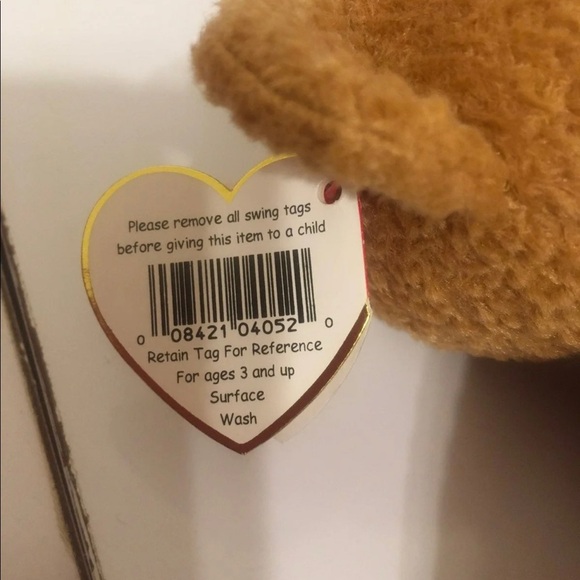 Please remove all swing tags
before giving this item to a child
0 08421 04052 0
Retain Tag For Reference
For ages 3 and up
Surface
Wash